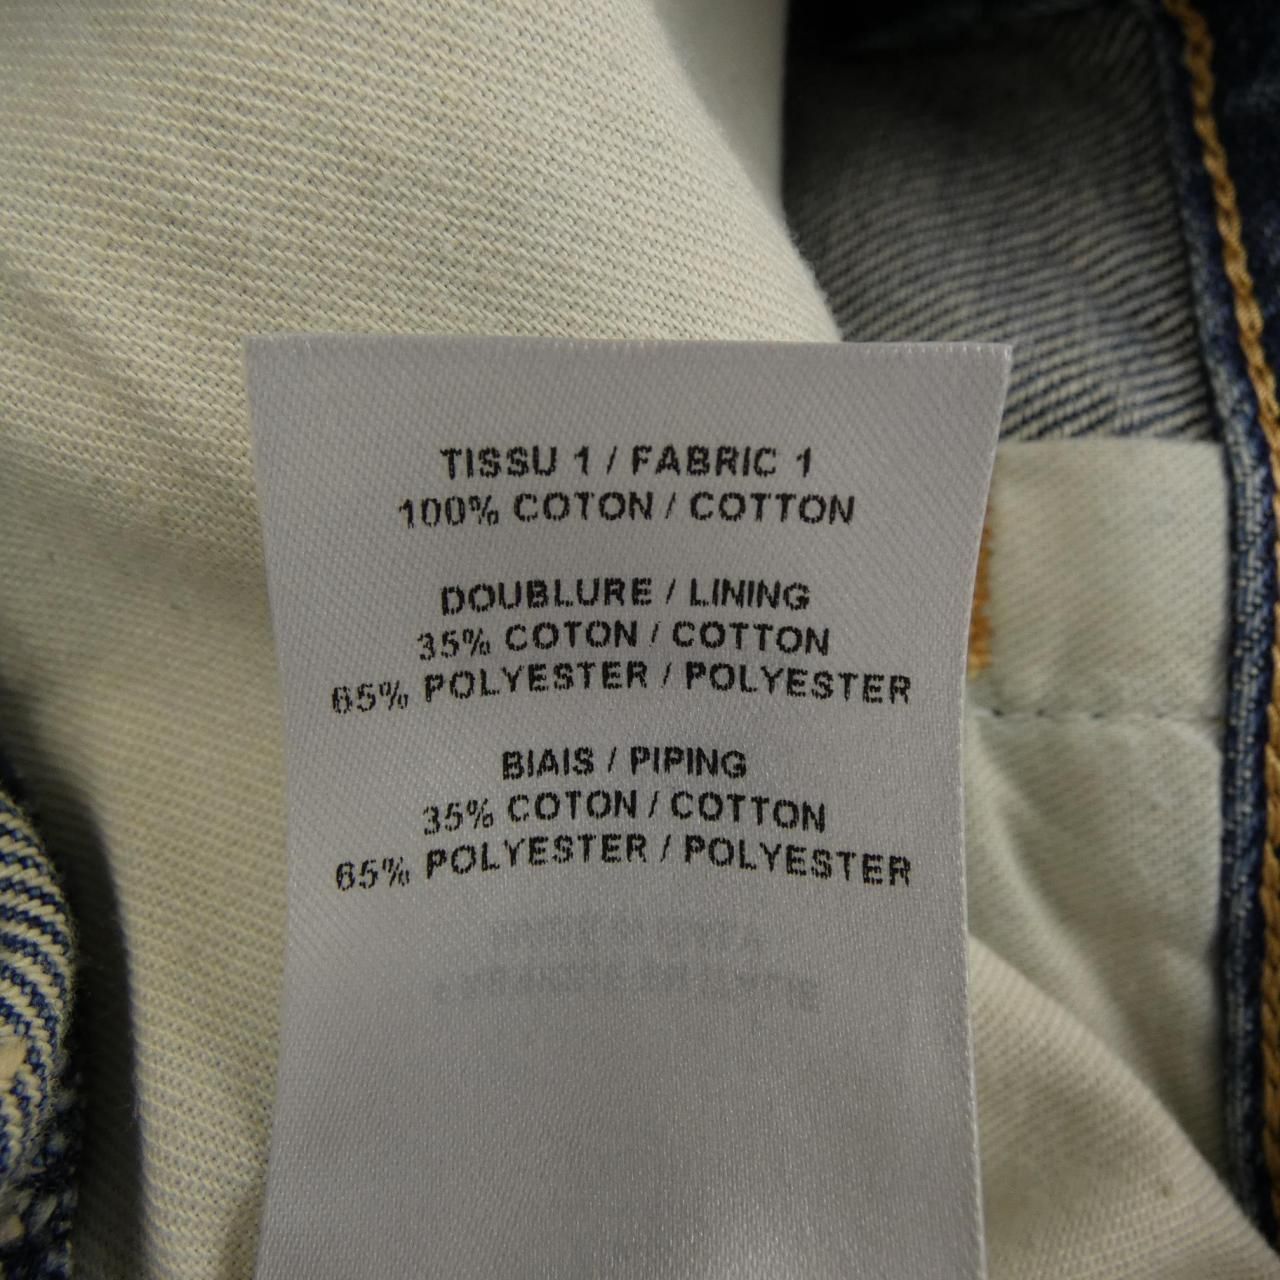 TISSU 1 / FABRIC 1
100% COTON / COTTON
DOUBLURE / LINING
35% COTON / COTTON
65% POLYESTER / POLYESTER
BIAIS / PIPING
35% COTON / COTTON
65% POLYESTER / POLYESTER